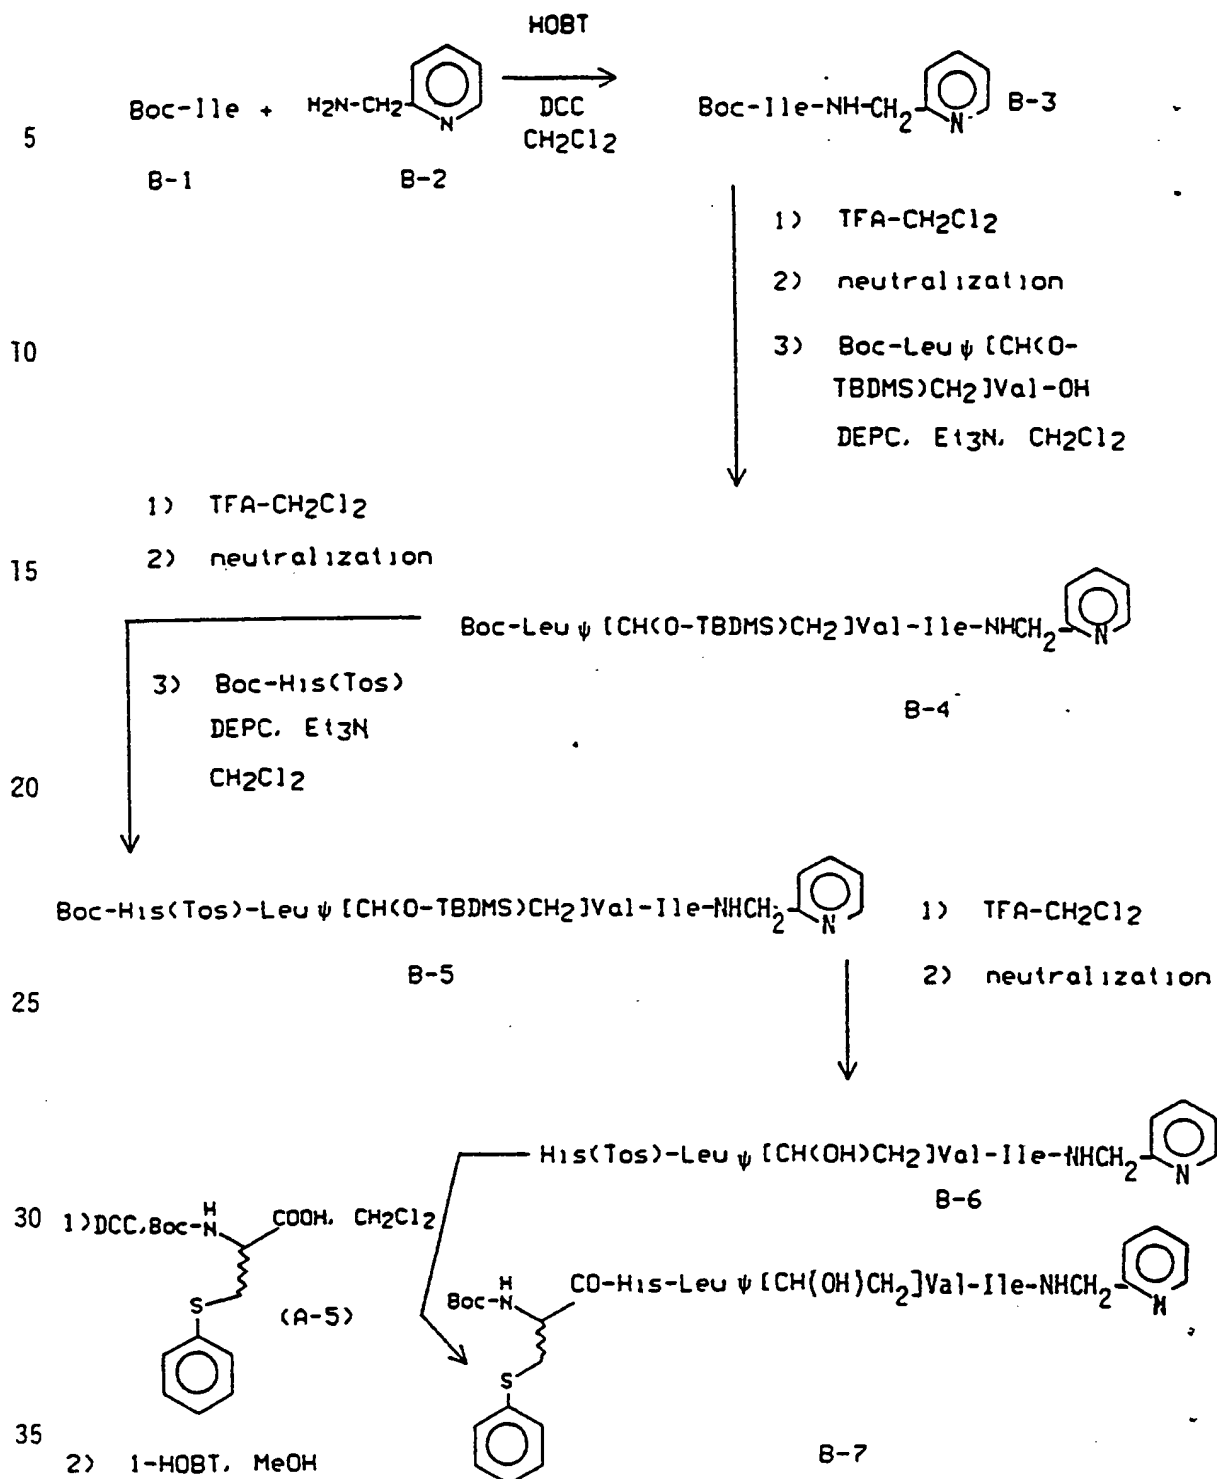 HOBT
Boc-Ile + H2N-CH2 N DCC Boc-Ile-NH-CH2 N B-3
5 CH2Cl2
B-1 B-2
1) TFA-CH2Cl2
2) neutralization
10 3) Boc-Leu ψ [CH(O-
TBDMS)CH2]Val-OH
DEPC. Et3N. CH2Cl2
1) TFA-CH2Cl2
15 2) neutralization
Boc-Leu ψ [CH(O-TBDMS)CH2]Val-Ile-NHCH2 N
3) Boc-His(Tos)
B-4
DEPC. Et3N
20 CH2Cl2
Boc-His(Tos)-Leu ψ [CH(O-TBDMS)CH2]Val-Ile-NHCH2 N 1) TFA-CH2Cl2
B-5 2) neutralization
25
His(Tos)-Leu ψ [CH(OH)CH2]Val-Ile-NHCH2 N
B-6
30 1)DCC.Boc-N H COOH. CH2Cl2
Boc-N H CO-His-Leu ψ [CH(OH)CH2]Val-Ile-NHCH2 N
S (A-5)
S
35 B-7
2) 1-HOBT. MeOH